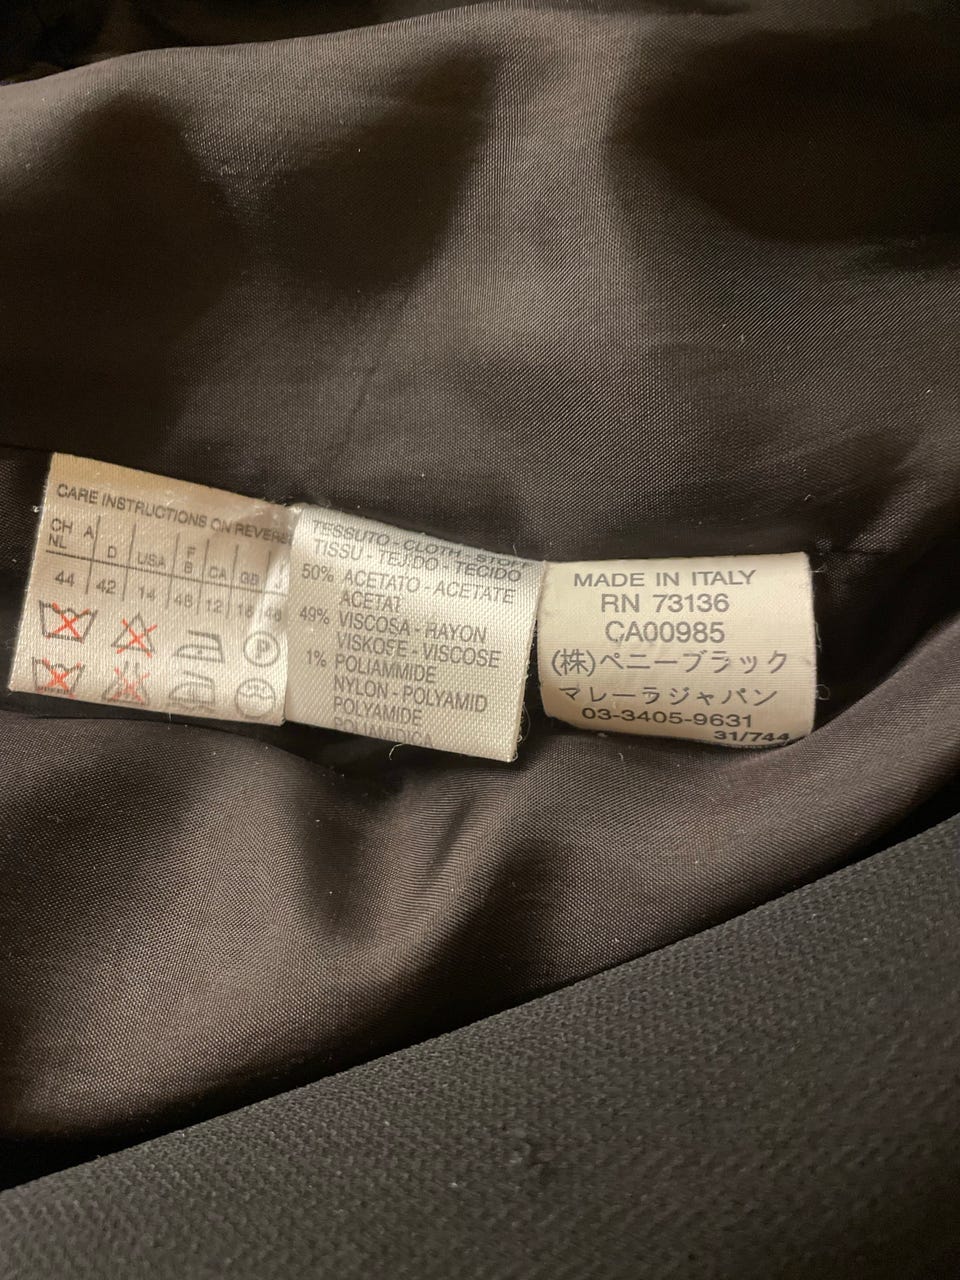 CARE INSTRUCTIONS ON REVERSE
CH A D USA F CA GB
NL B
44 42 14 46 12 16 48
P
TESSUTO - CLOTH - STOFF
TISSU - TEJIDO - TECIDO
50% ACETATO - ACETATE
ACETAT
49% VISCOSA - RAYON
VISKOSE - VISCOSE
1% POLIAMMIDE
NYLON - POLYAMID
POLYAMIDE
POLIAMIDICA
MADE IN ITALY
RN 73136
CA00985
(株)ペニーブラック
マレーラジャパン
03-3405-9631
31/744